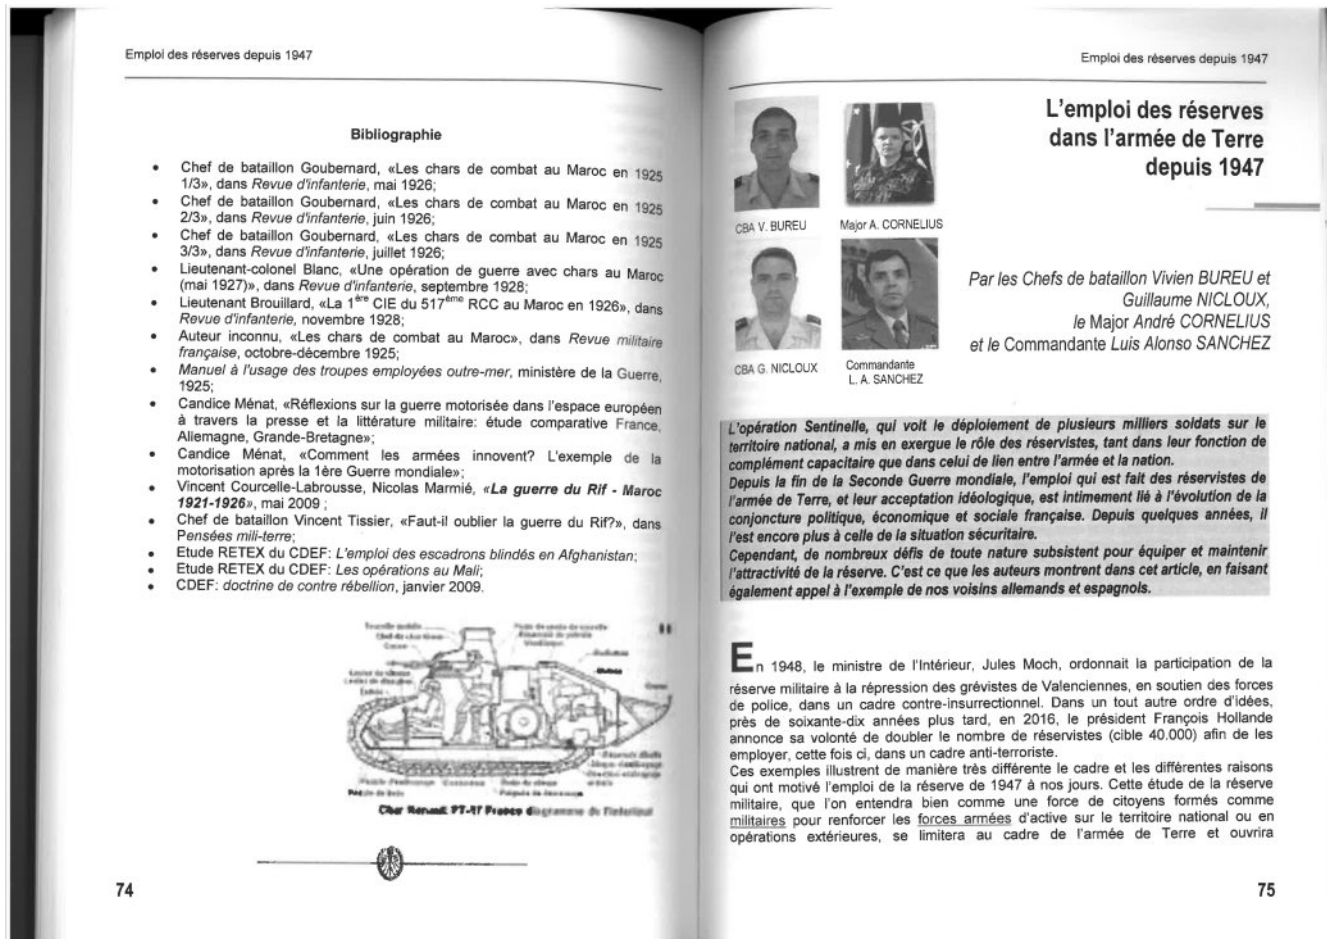 Emploi des réserves depuis 1947
Bibliographie
• Chef de bataillon Goubernard, «Les chars de combat au Maroc en 1925
1/3», dans Revue d'infanterie, mai 1926;
• Chef de bataillon Goubernard, «Les chars de combat au Maroc en 1925
2/3», dans Revue d'infanterie, juin 1926;
• Chef de bataillon Goubernard, «Les chars de combat au Maroc en 1925
3/3», dans Revue d'infanterie, juillet 1926;
• Lieutenant-colonel Blanc, «Une opération de guerre avec chars au Maroc
(mai 1927)», dans Revue d'infanterie, septembre 1928;
• Lieutenant Brouillard, «La 1ère CIE du 517ème RCC au Maroc en 1926», dans
Revue d'infanterie, novembre 1928;
• Auteur inconnu, «Les chars de combat au Maroc», dans Revue militaire
française, octobre-décembre 1925;
• Manuel à l'usage des troupes employées outre-mer, ministère de la Guerre,
1925;
• Candice Ménat, «Réflexions sur la guerre motorisée dans l'espace européen
à travers la presse et la littérature militaire: étude comparative France,
Allemagne, Grande-Bretagne»;
• Candice Ménat, «Comment les armées innovent? L'exemple de la
motorisation après la 1ère Guerre mondiale»;
• Vincent Courcelle-Labrousse, Nicolas Marmié, «La guerre du Rif - Maroc
1921-1926», mai 2009 ;
• Chef de bataillon Vincent Tissier, «Faut-il oublier la guerre du Rif?», dans
Pensées mili-terre;
• Etude RETEX du CDEF: L'emploi des escadrons blindés en Afghanistan;
• Etude RETEX du CDEF: Les opérations au Mali;
• CDEF: doctrine de contre rébellion, janvier 2009.
Char Renault FT-17 France diagramme de l'intérieur
74
Emploi des réserves depuis 1947
L'emploi des réserves
dans l'armée de Terre
depuis 1947
CBA V. BUREU
Major A. CORNELIUS
CBA G. NICLOUX
Commandante
L. A. SANCHEZ
Par les Chefs de bataillon Vivien BUREU et
Guillaume NICLOUX,
le Major André CORNELIUS
et le Commandante Luis Alonso SANCHEZ
L'opération Sentinelle, qui voit le déploiement de plusieurs milliers soldats sur le
territoire national, a mis en exergue le rôle des réservistes, tant dans leur fonction de
complément capacitaire que dans celui de lien entre l'armée et la nation.
Depuis la fin de la Seconde Guerre mondiale, l'emploi qui est fait des réservistes de
l'armée de Terre, et leur acceptation idéologique, est intimement lié à l'évolution de la
conjoncture politique, économique et sociale française. Depuis quelques années, il
l'est encore plus à celle de la situation sécuritaire.
Cependant, de nombreux défis de toute nature subsistent pour équiper et maintenir
l'attractivité de la réserve. C'est ce que les auteurs montrent dans cet article, en faisant
également appel à l'exemple de nos voisins allemands et espagnols.
En 1948, le ministre de l'Intérieur, Jules Moch, ordonnait la participation de la
réserve militaire à la répression des grévistes de Valenciennes, en soutien des forces
de police, dans un cadre contre-insurrectionnel. Dans un tout autre ordre d'idées,
près de soixante-dix années plus tard, en 2016, le président François Hollande
annonce sa volonté de doubler le nombre de réservistes (cible 40.000) afin de les
employer, cette fois ci, dans un cadre anti-terroriste.
Ces exemples illustrent de manière très différente le cadre et les différentes raisons
qui ont motivé l'emploi de la réserve de 1947 à nos jours. Cette étude de la réserve
militaire, que l'on entendra bien comme une force de citoyens formés comme
militaires pour renforcer les forces armées d'active sur le territoire national ou en
opérations extérieures, se limitera au cadre de l'armée de Terre et ouvrira
75